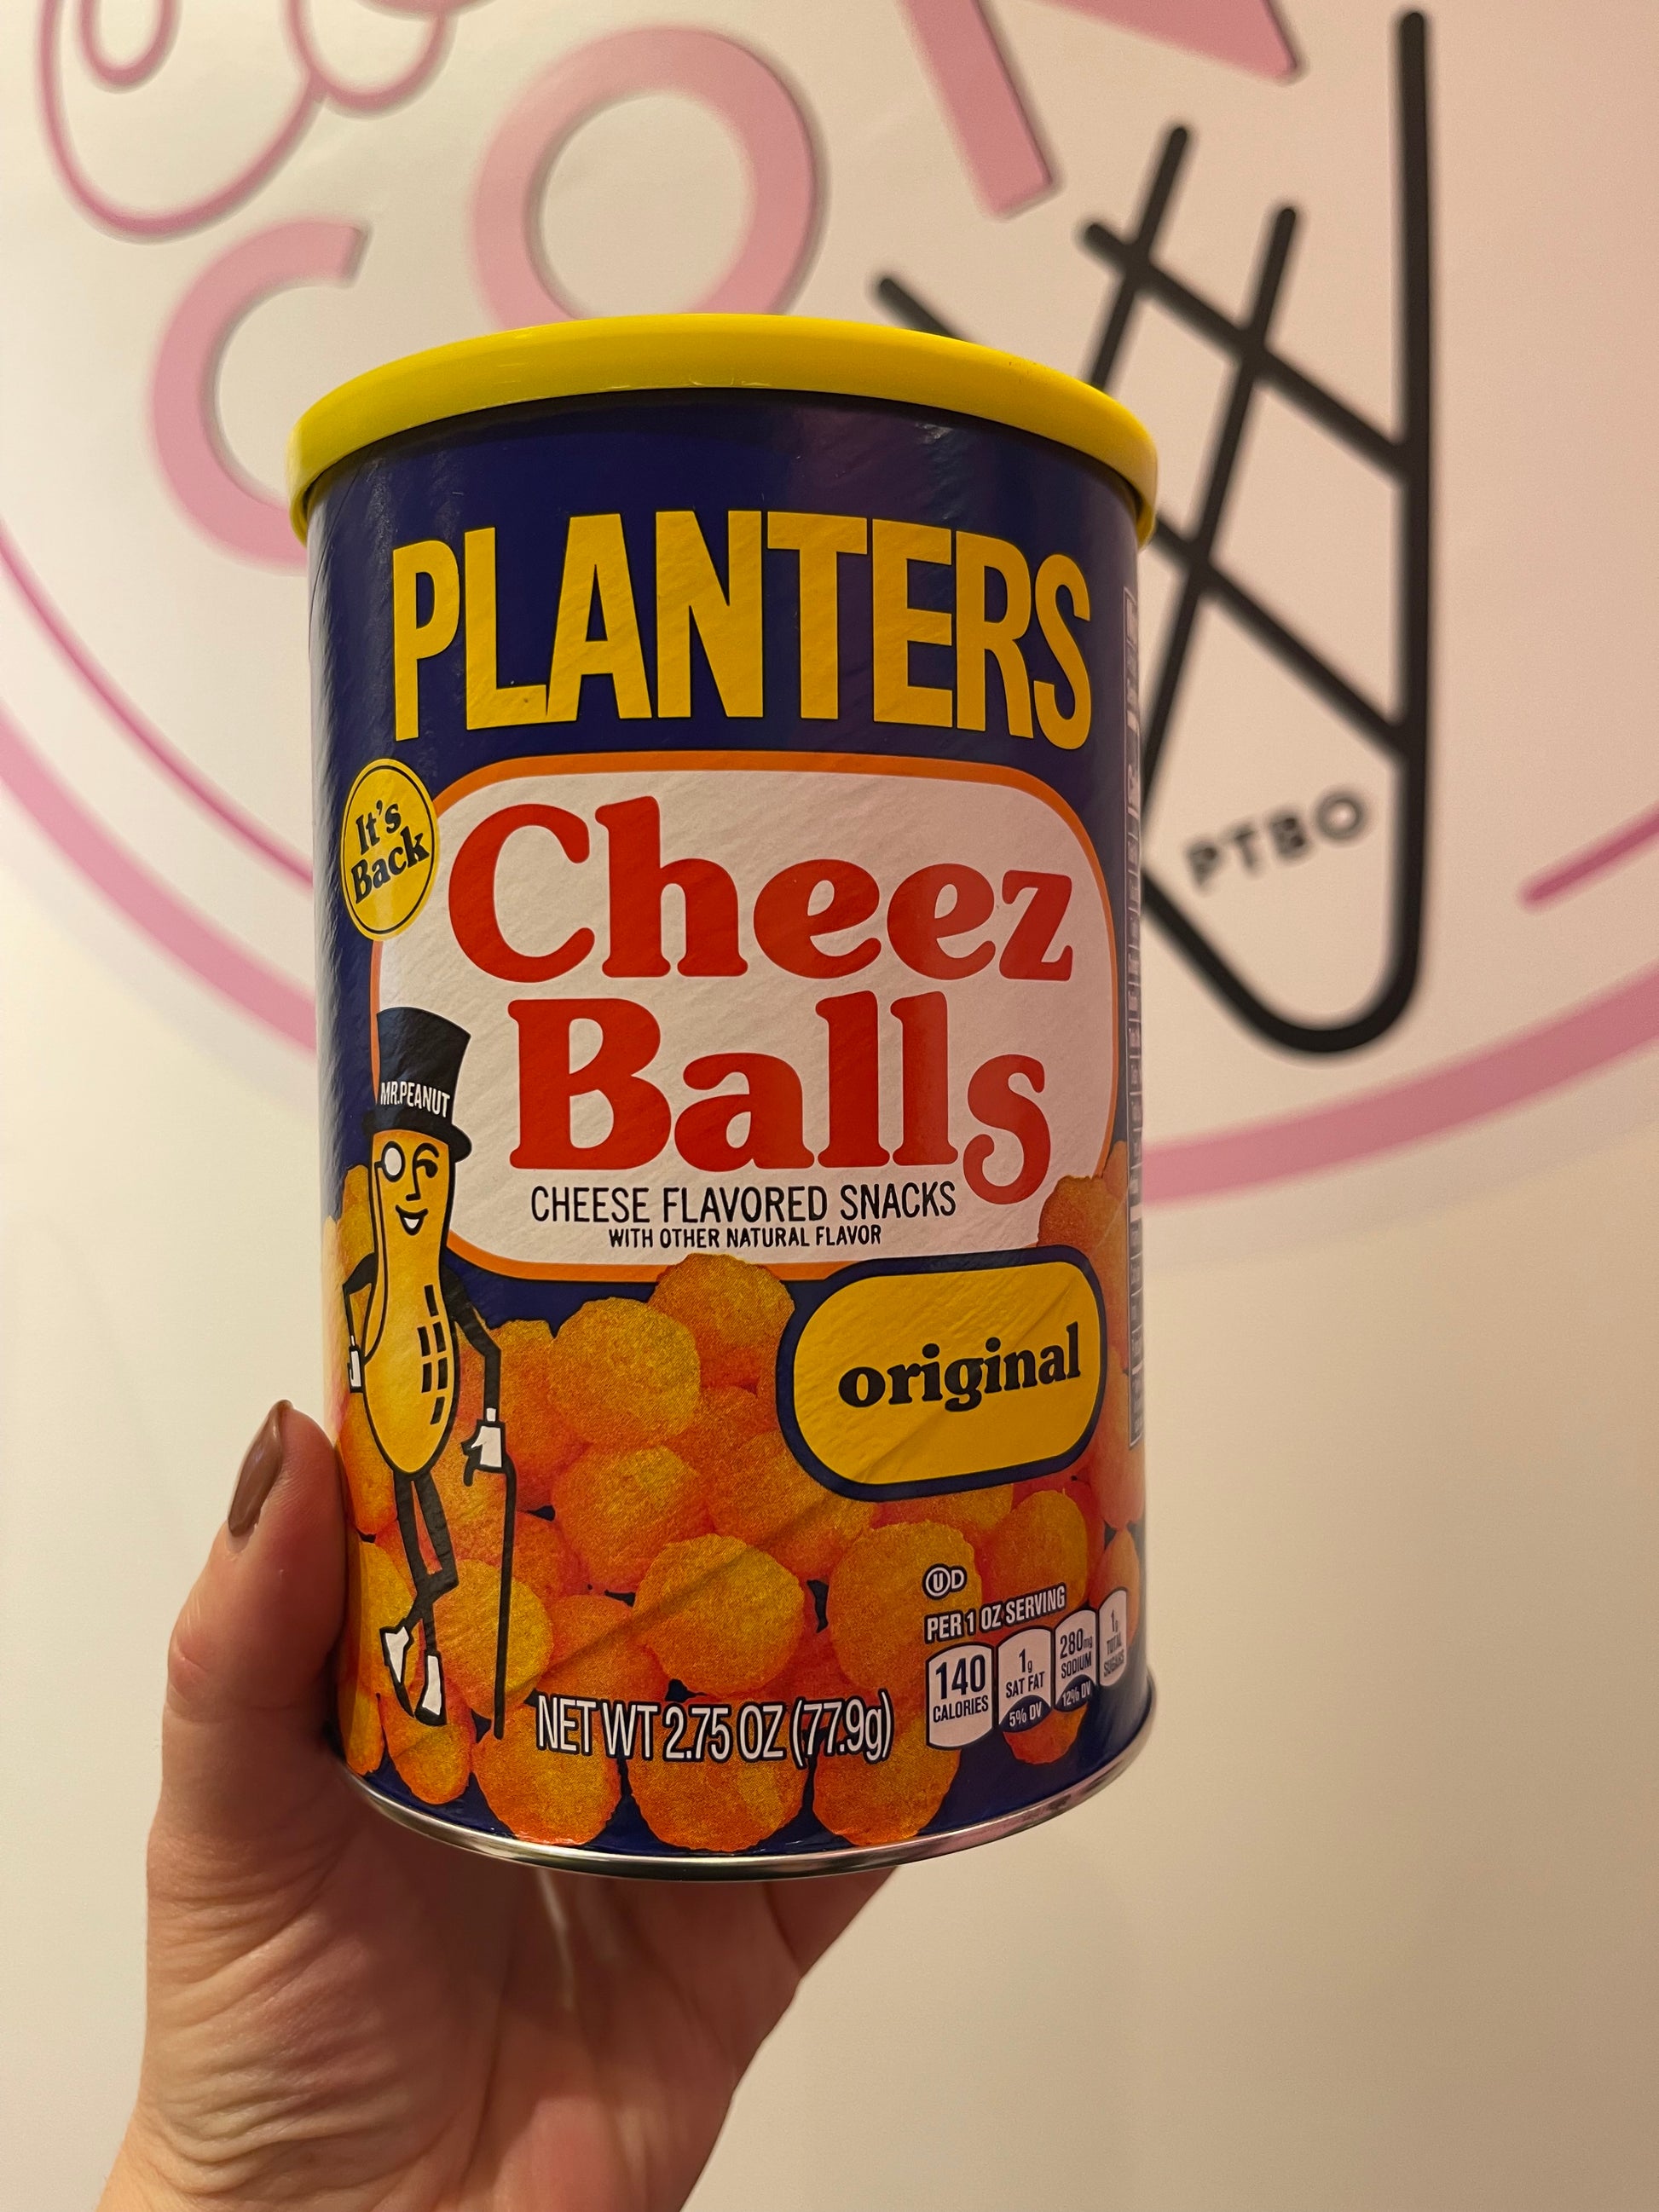 CON
PTBO
PLANTERS
It's
Back
Cheez
Balls
MR.PEANUT
CHEESE FLAVORED SNACKS
WITH OTHER NATURAL FLAVOR
original
UD
PER 1 OZ SERVING
140
CALORIES
1g
SAT FAT
5% DV
280mg
SODIUM
12% DV
1g
TOTAL
SUGARS
NET WT 2.75 OZ (77.9g)